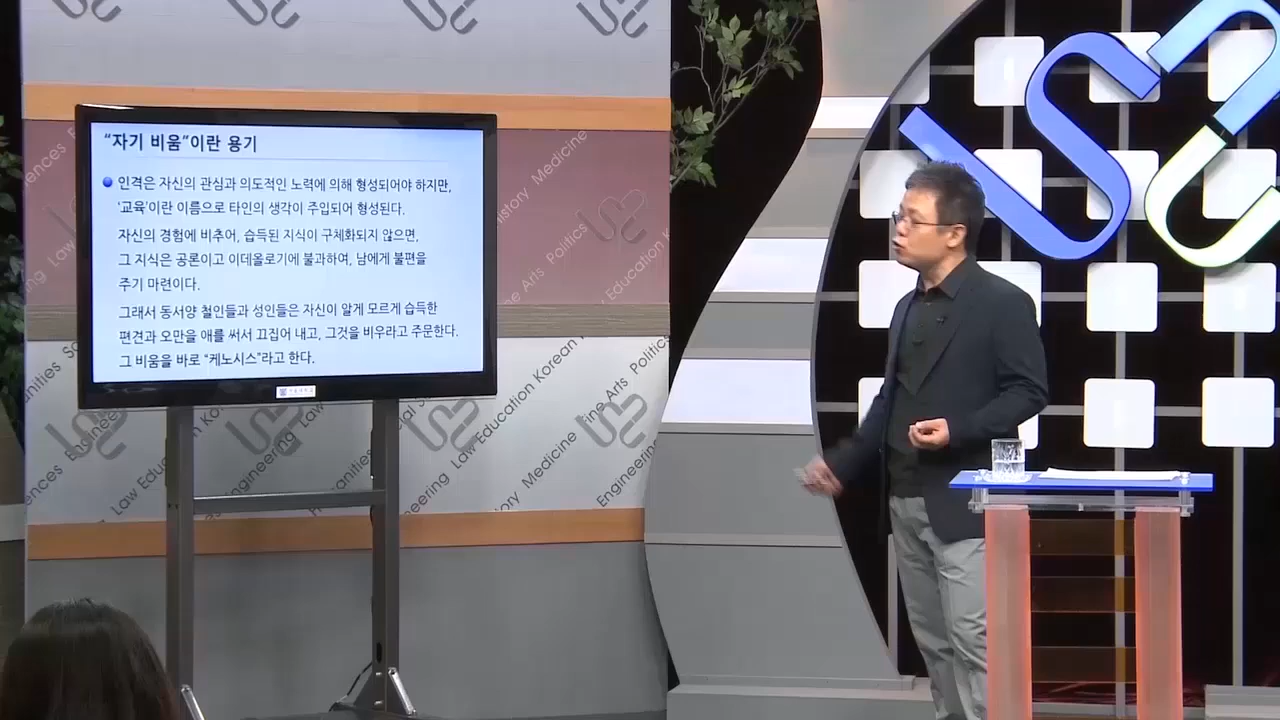 “자기 비움”이란 용기
인격은 자신의 관심과 의도적인 노력에 의해 형성되어야 하지만,
‘교육’이란 이름으로 타인의 생각이 주입되어 형성된다.
자신의 경험에 비추어, 습득된 지식이 구체화되지 않으면,
그 지식은 공론이고 이데올로기에 불과하여, 남에게 불편을
주기 마련이다.
그래서 동서양 철인들과 성인들은 자신이 알게 모르게 습득한
편견과 오만을 애를 써서 끄집어 내고, 그것을 비우라고 주문한다.
그 비움을 바로 “케노시스”라고 한다.
Medicine
Politics
Fine Arts
Law Education Korean
Medicine
Fine Arts
Politics
Engineering